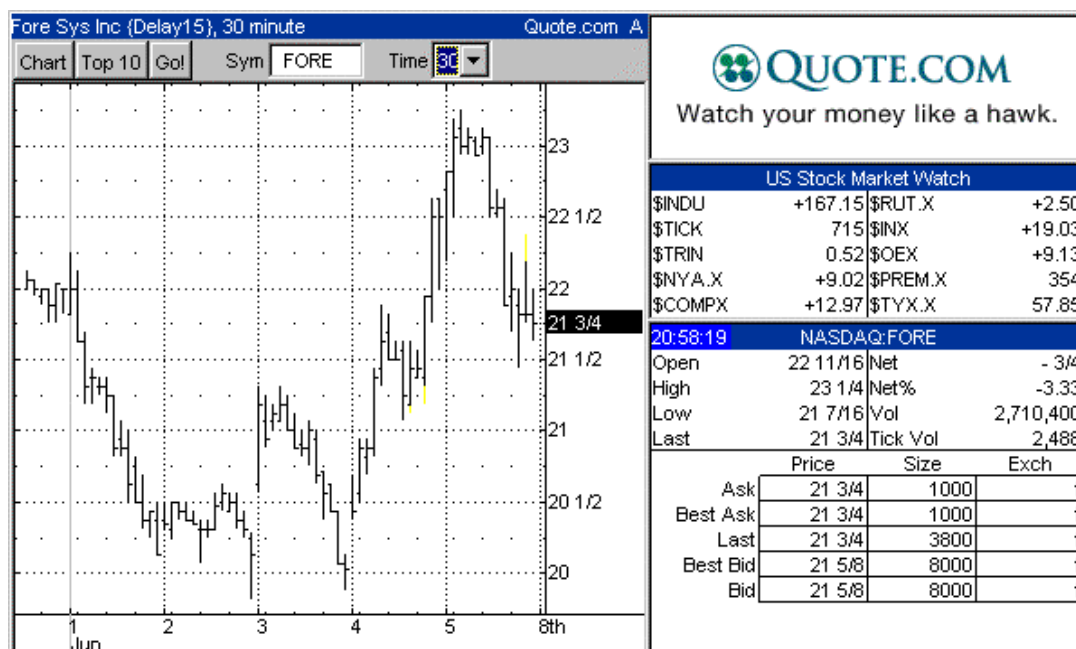 Fore Sys Inc {Delay15}, 30 minute Quote.com A
Chart Top 10 Go! Sym FORE Time 30
23
22 1/2
22
21 3/4
21 1/2
21
20 1/2
20
1 2 3 4 5 8th
Jun
QUOTE.COM
Watch your money like a hawk.
US Stock Market Watch
$INDU +167.15 $RUT.X +2.50
$TICK 715 $INX +19.03
$TRIN 0.52 $OEX +9.13
$NYA.X +9.02 $PREM.X 354
$COMPX +12.97 $TYX.X 57.85
20:58:19 NASDAQ:FORE
Open 22 11/16 Net - 3/4
High 23 1/4 Net% -3.33
Low 21 7/16 Vol 2,710,400
Last 21 3/4 Tick Vol 2,488
Price Size Exch
Ask 21 3/4 1000
Best Ask 21 3/4 1000
Last 21 3/4 3800
Best Bid 21 5/8 8000
Bid 21 5/8 8000